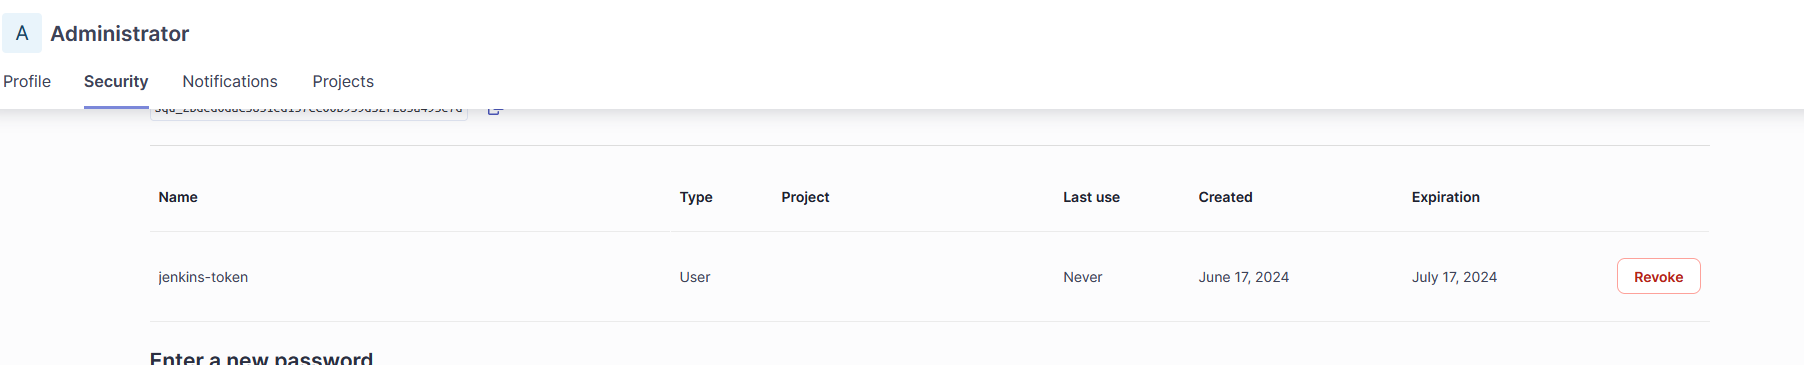 A Administrator
Profile Security Notifications Projects
Name Type Project Last use Created Expiration
jenkins-token User Never June 17, 2024 July 17, 2024 Revoke
Enter a new password